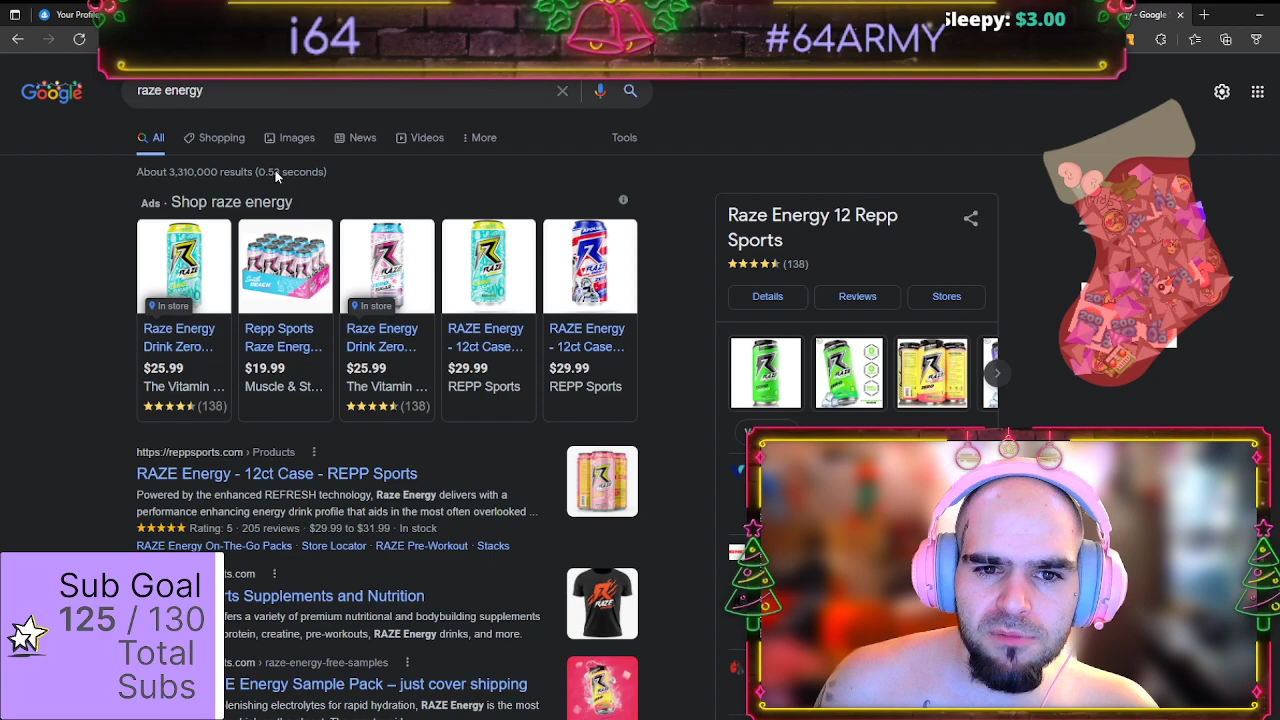 Your Profile
- Google
i64
#64ARMY
Sleepy: $3.00
Google
raze energy
All
Shopping
Images
News
Videos
More
Tools
About 3,310,000 results (0.53 seconds)
Ads · Shop raze energy
In store
In store
Raze Energy
Drink Zero...
$25.99
The Vitamin ...
(138)
Repp Sports
Raze Energ...
$19.99
Muscle & St...
Raze Energy
Drink Zero...
$25.99
The Vitamin ...
(138)
RAZE Energy
- 12ct Case...
$29.99
REPP Sports
RAZE Energy
- 12ct Case...
$29.99
REPP Sports
https://reppsports.com › Products
RAZE Energy - 12ct Case - REPP Sports
Powered by the enhanced REFRESH technology, Raze Energy delivers with a
performance enhancing energy drink profile that aids in the most often overlooked ...
Rating: 5 · 205 reviews · $29.99 to $31.99 · In stock
RAZE Energy On-The-Go Packs · Store Locator · RAZE Pre-Workout · Stacks
ts.com
rts Supplements and Nutrition
fers a variety of premium nutritional and bodybuilding supplements
protein, creatine, pre-workouts, RAZE Energy drinks, and more.
ts.com › raze-energy-free-samples
E Energy Sample Pack – just cover shipping
lenishing electrolytes for rapid hydration, RAZE Energy is the most
Raze Energy 12 Repp
Sports
(138)
Details
Reviews
Stores
Sub Goal
125 / 130
Total
Subs